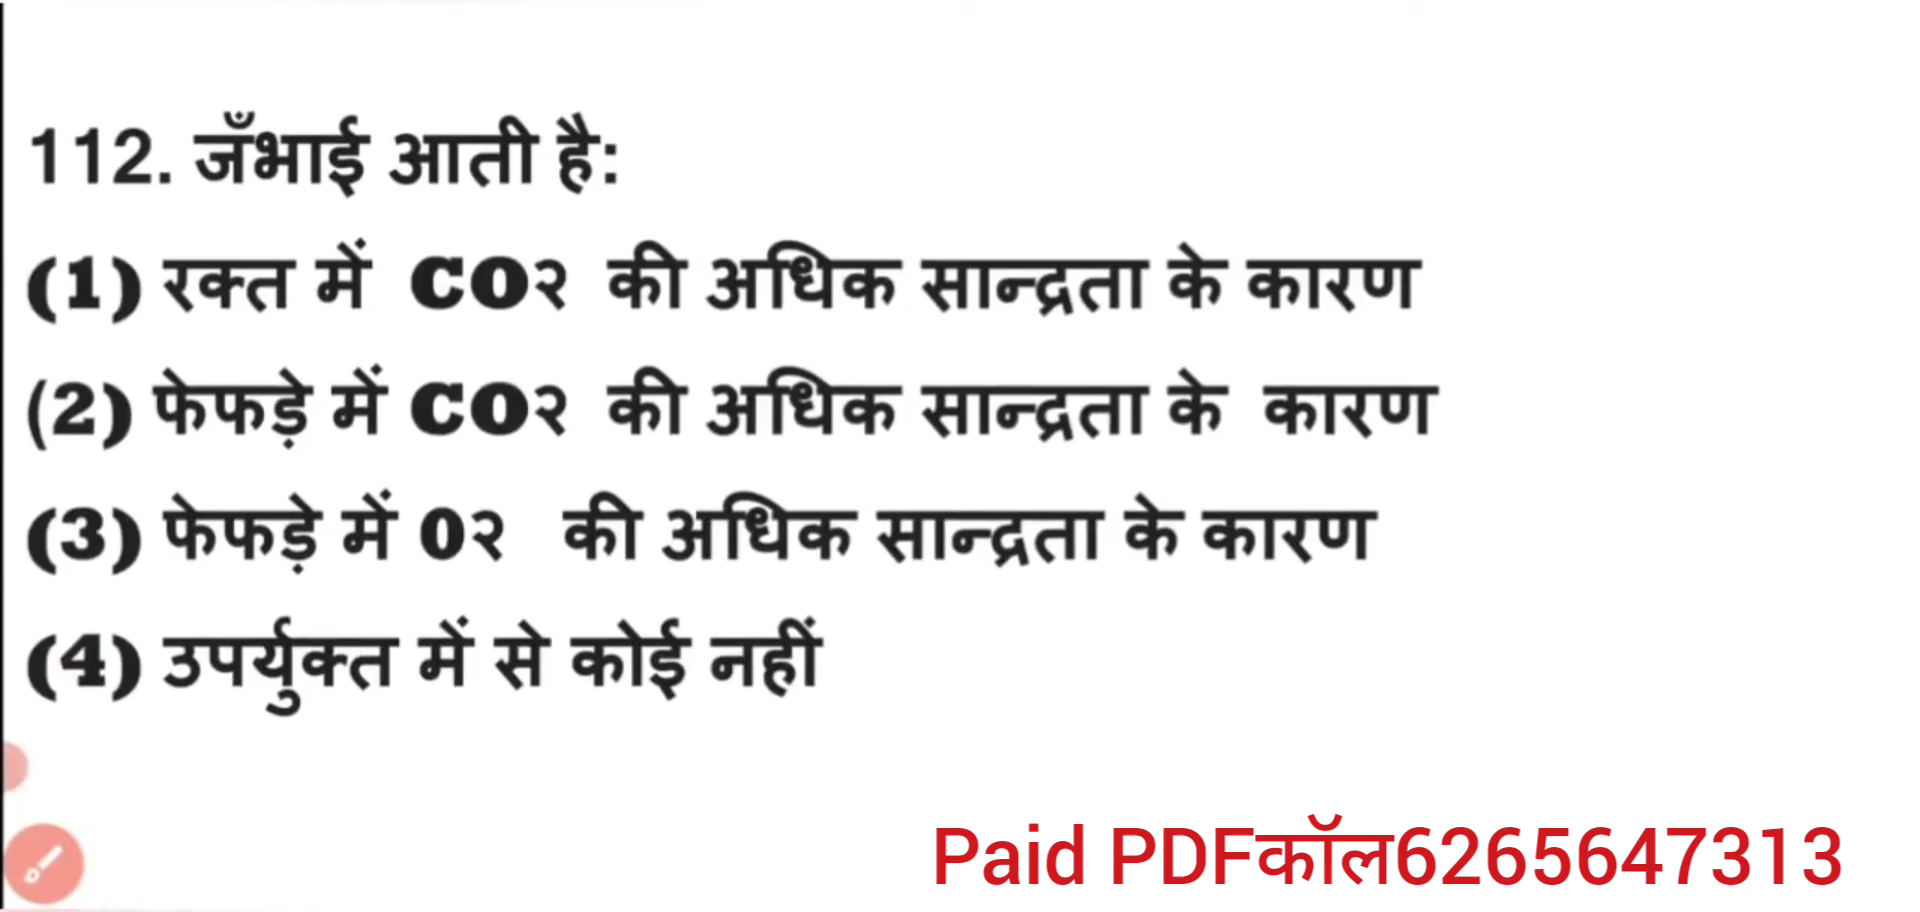 112. जँभाई आती है:
(1) रक्त में CO२ की अधिक सान्द्रता के कारण
(2) फेफड़े में CO२ की अधिक सान्द्रता के कारण
(3) फेफड़े में 0२ की अधिक सान्द्रता के कारण
(4) उपर्युक्त में से कोई नहीं
Paid PDFकॉल6265647313